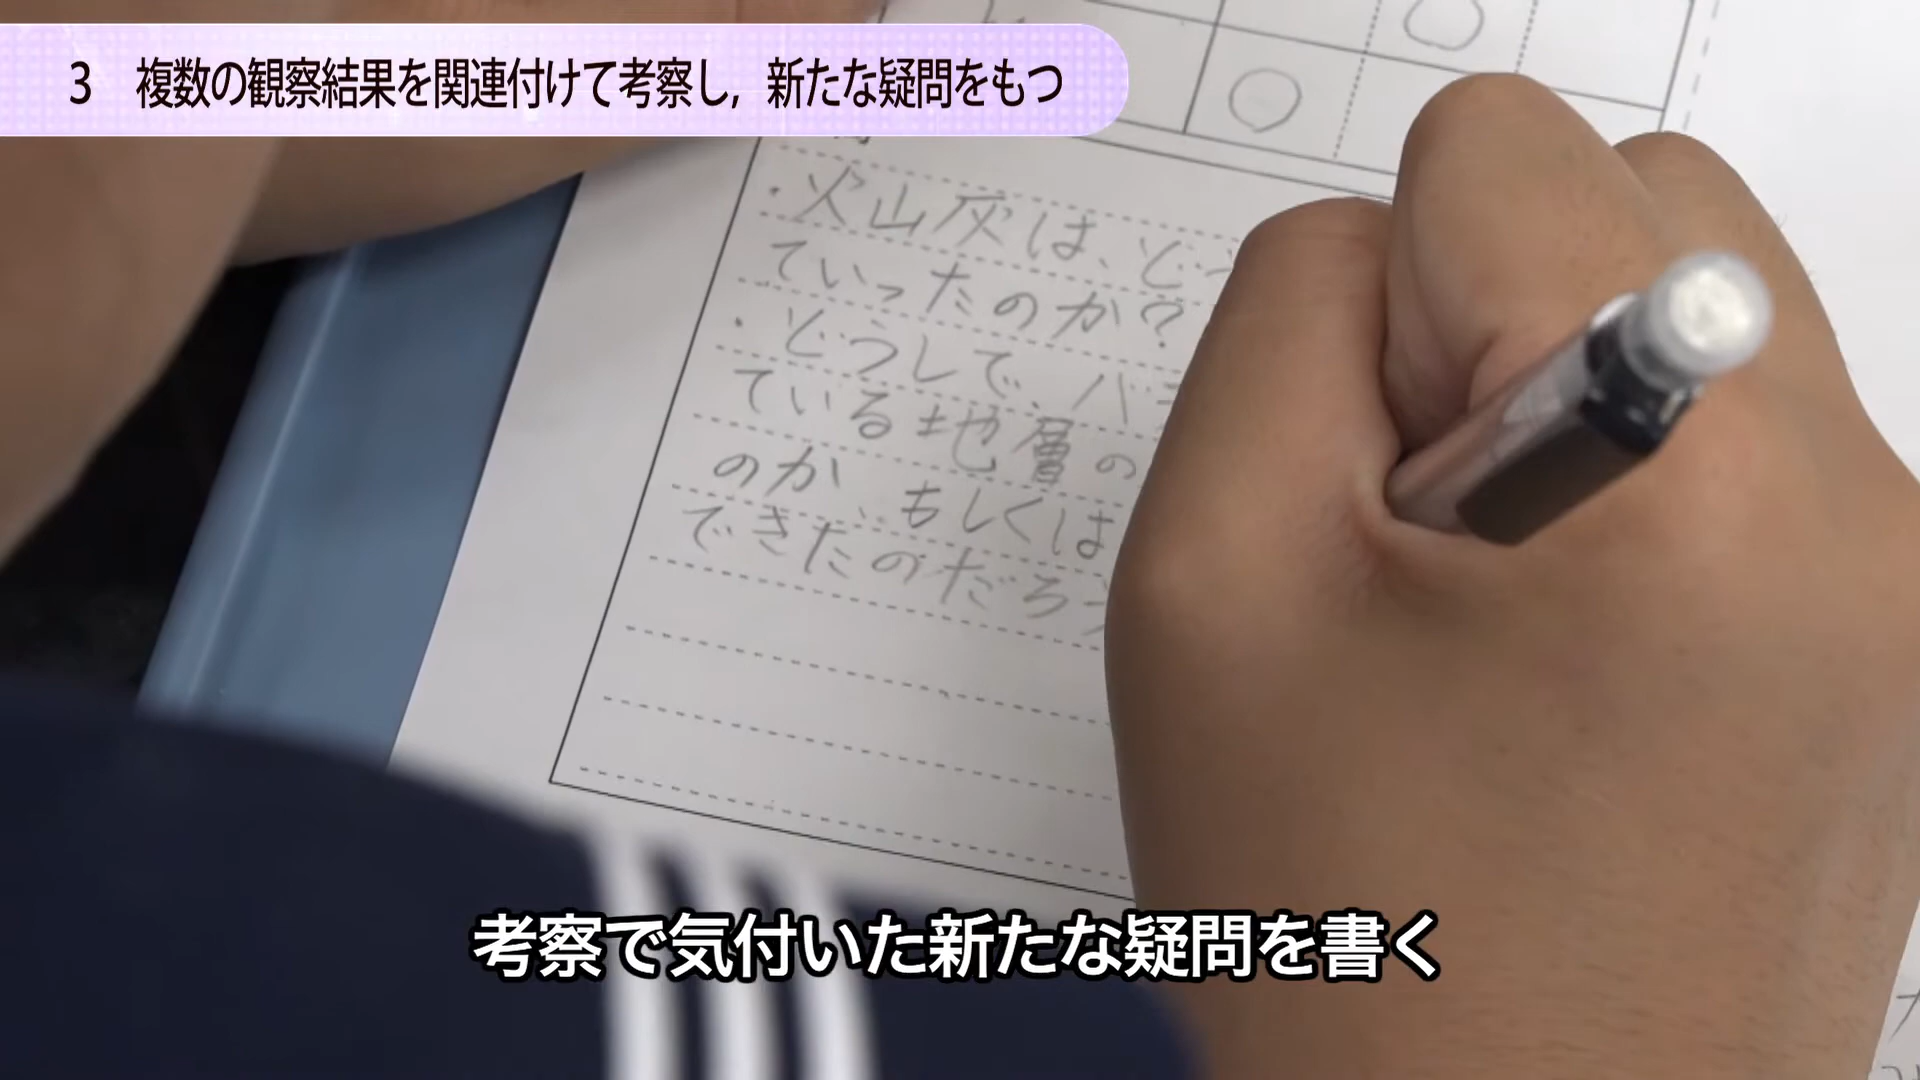 3 複数の観察結果を関連付けて考察し，新たな疑問をもつ
・火山灰は、ど
ていったのか？
・どうして、バ
ている地層の
のか、もしくは
できたのだろ
考察で気付いた新たな疑問を書く